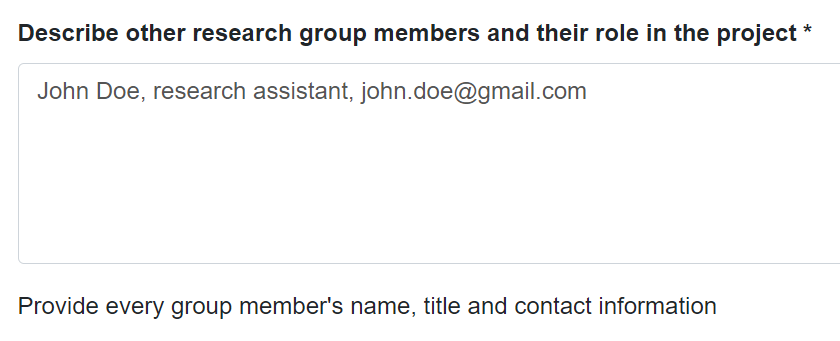 Describe other research group members and their role in the project *
John Doe, research assistant, john.doe@gmail.com
Provide every group member's name, title and contact information